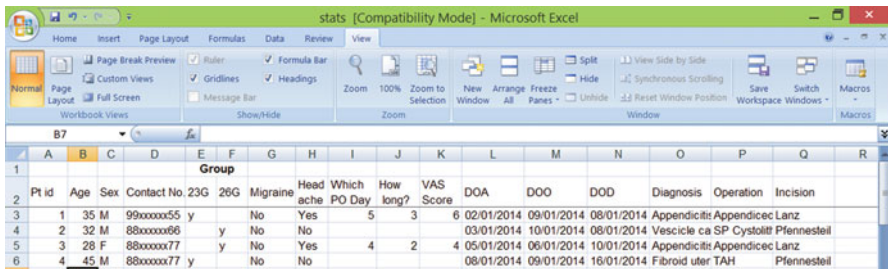 stats [Compatibility Mode] - Microsoft Excel
Home Insert Page Layout Formulas Data Review View
Normal Page Layout Page Break Preview Custom Views Full Screen
Workbook Views
Ruler Formula Bar Gridlines Headings Message Bar
Show/Hide
Zoom 100% Zoom to Selection
Zoom
New Window Arrange All Freeze Panes Split Hide Unhide View Side by Side Synchronous Scrolling Reset Window Position Save Workspace Switch Windows
Window
Macros
Macros
B7 fx
A B C D E F G H I J K L M N O P Q R
1 Group
2 Pt id Age Sex Contact No. 23G 26G Migraine Head ache Which PO Day How long? VAS Score DOA DOO DOD Diagnosis Operation Incision
3 1 35 M 99xxxxxx55 y No Yes 5 3 6 02/01/2014 09/01/2014 08/01/2014 Appendicitis Appendicec Lanz
4 2 32 M 88xxxxxx66 y No No 03/01/2014 10/01/2014 08/01/2014 Vescicle ca SP Cystolith Pfennesteil
5 3 28 F 88xxxxxx77 y No Yes 4 2 4 05/01/2014 06/01/2014 10/01/2014 Appendicitis Appendicec Lanz
6 4 45 M 88xxxxxx77 y No No 08/01/2014 09/01/2014 16/01/2014 Fibroid uter TAH Pfennesteil